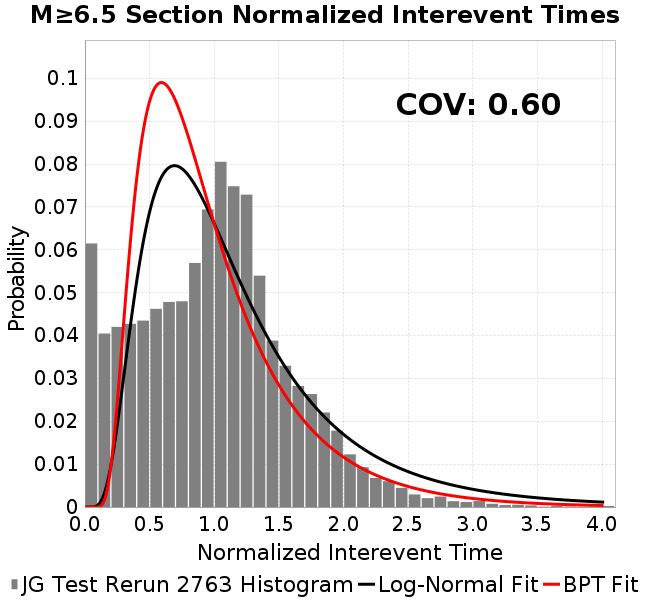 M≥6.5 Section Normalized Interevent Times
COV: 0.60
Probability
0.1
0.09
0.08
0.07
0.06
0.05
0.04
0.03
0.02
0.01
0
0.0 0.5 1.0 1.5 2.0 2.5 3.0 3.5 4.0
Normalized Interevent Time
JG Test Rerun 2763 Histogram Log-Normal Fit BPT Fit